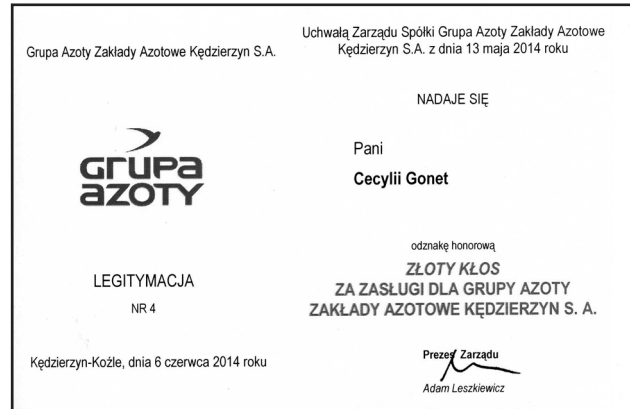 Grupa Azoty Zakłady Azotowe Kędzierzyn S.A.
GRUPA
AZOTY
LEGITYMACJA
NR 4
Kędzierzyn-Koźle, dnia 6 czerwca 2014 roku
Uchwałą Zarządu Spółki Grupa Azoty Zakłady Azotowe
Kędzierzyn S.A. z dnia 13 maja 2014 roku
NADAJE SIĘ
Pani
Cecylii Gonet
odznakę honorową
ZŁOTY KŁOS
ZA ZASŁUGI DLA GRUPY AZOTY
ZAKŁADY AZOTOWE KĘDZIERZYN S. A.
Prezes Zarządu
Adam Leszkiewicz